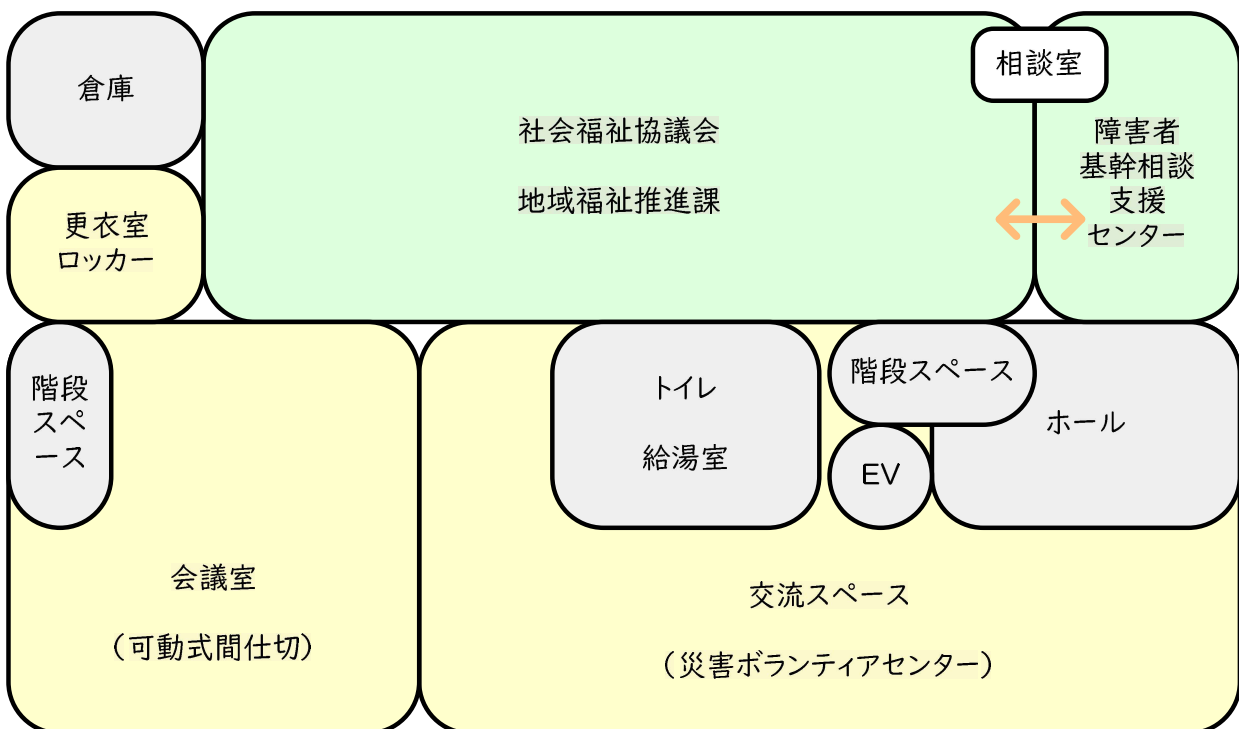 倉庫
社会福祉協議会
地域福祉推進課
相談室
障害者
基幹相談
支援
センター
更衣室
ロッカー
階段
スペ
ース
トイレ
給湯室
階段スペース
EV
ホール
会議室
（可動式間仕切）
交流スペース
（災害ボランティアセンター）